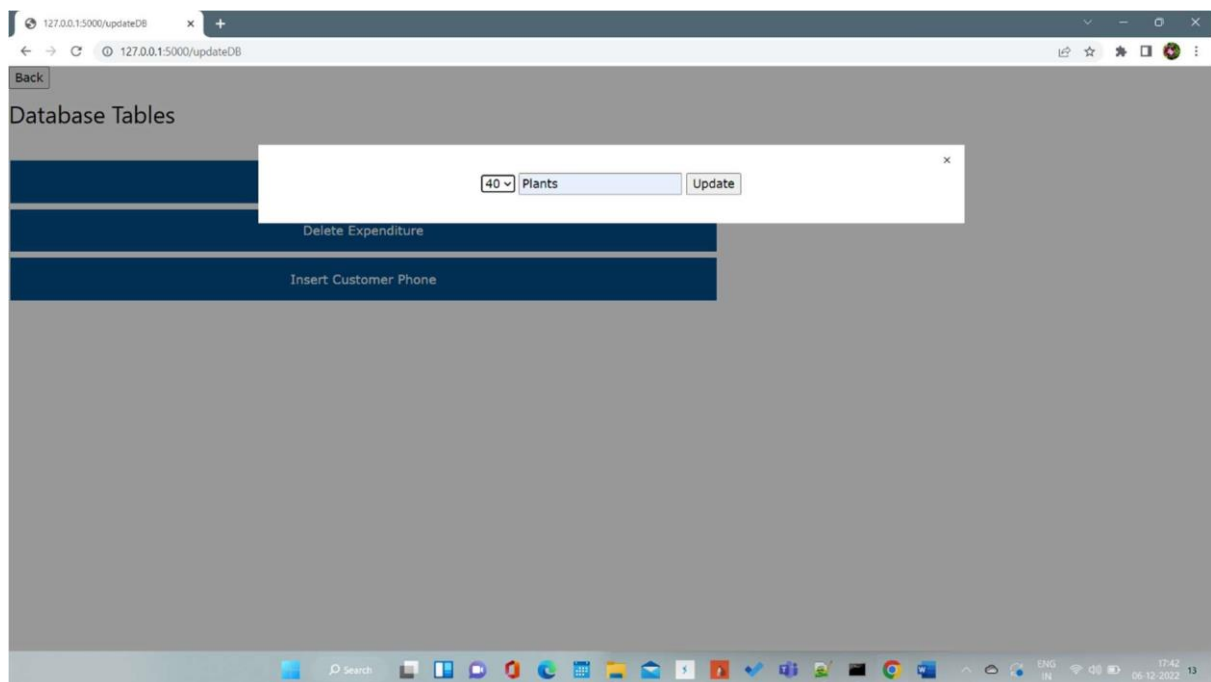 127.0.0.1:5000/updateDB
127.0.0.1:5000/updateDB
Back
Database Tables
40 Plants Update
Delete Expenditure
Insert Customer Phone
Search
ENG 17:42
IN 06-12-2022 13